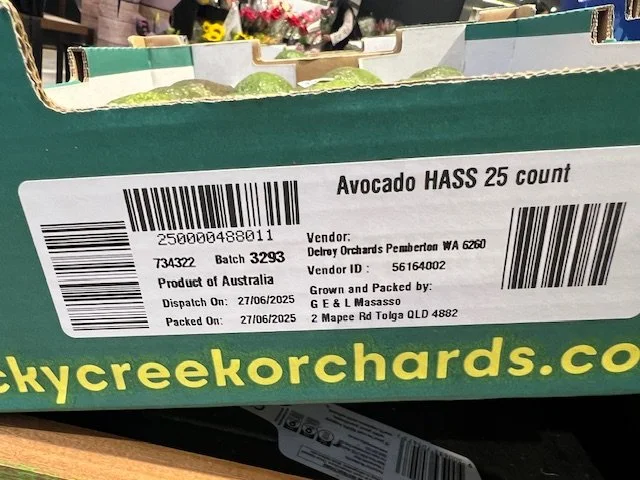 Avocado HASS 25 count
250000488011
734322 Batch 3293
Product of Australia
Dispatch On: 27/06/2025
Packed On: 27/06/2025
Vendor:
Delroy Orchards Pemberton WA 6260
Vendor ID : 56164002
Grown and Packed by:
G E & L Masasso
2 Mapee Rd Tolga QLD 4882
ckycreekorchards.co